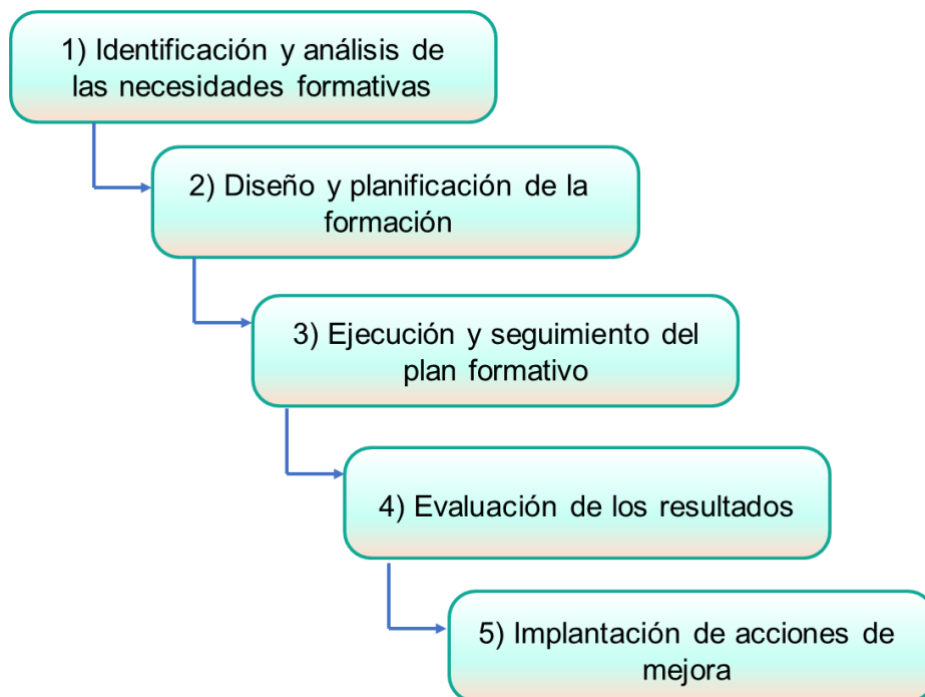 1) Identificación y análisis de
las necesidades formativas
2) Diseño y planificación de la
formación
3) Ejecución y seguimiento del
plan formativo
4) Evaluación de los resultados
5) Implantación de acciones de
mejora